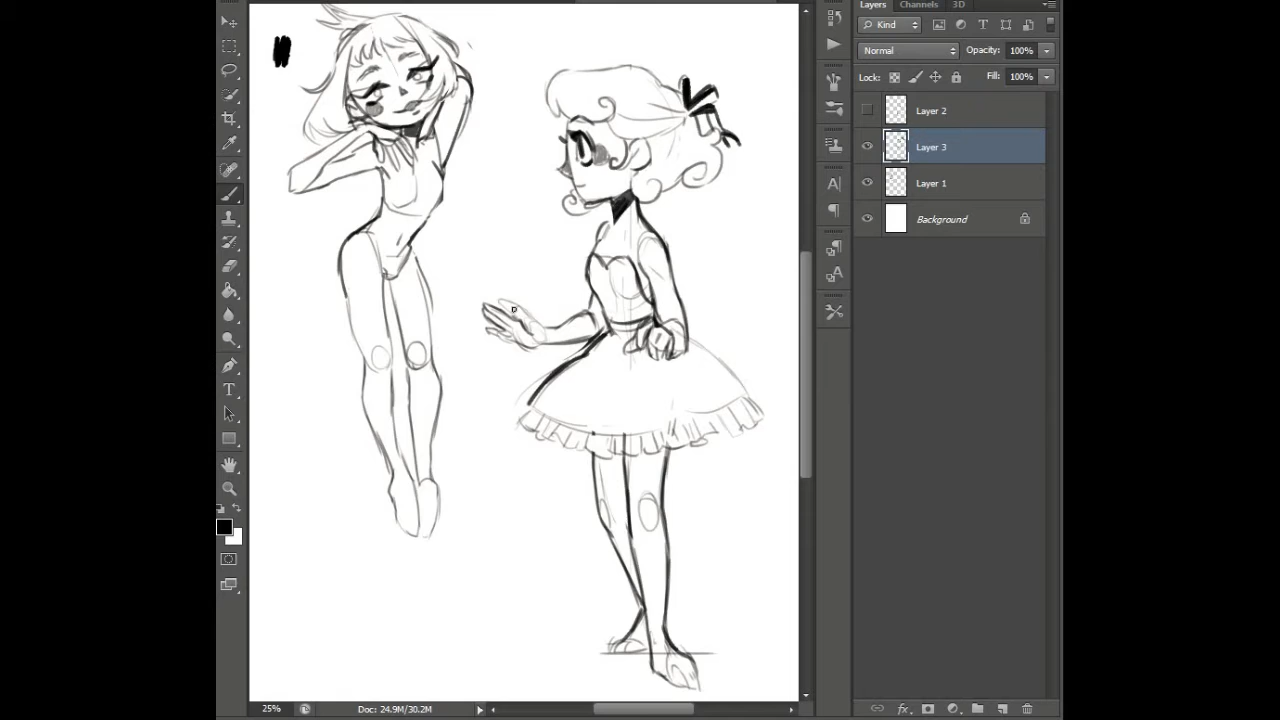 Layers Channels 3D
Kind
Normal Opacity: 100%
Lock: Fill: 100%
Layer 2
Layer 3
Layer 1
Background
T
A
A
25% Doc: 24.9M/30.2M
fx